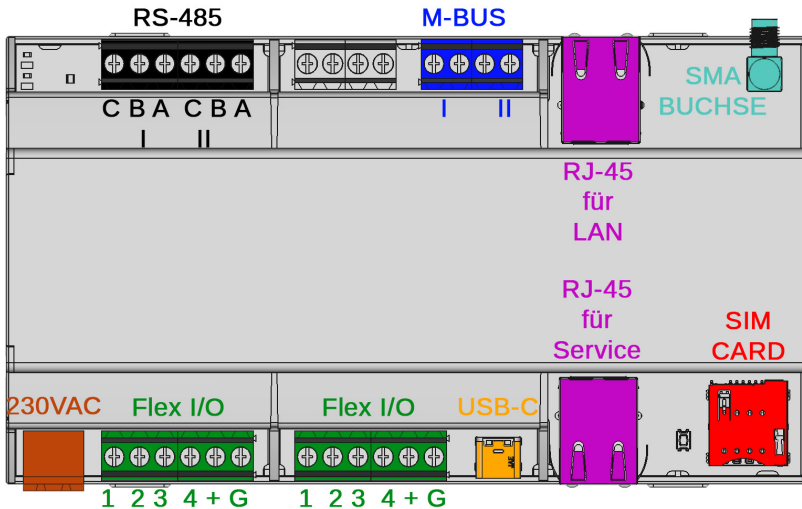 RS-485
M-BUS
SMA
BUCHSE
C B A C B A
I II
I II
RJ-45
für
LAN
RJ-45
für
Service
SIM
CARD
230VAC
Flex I/O
Flex I/O
USB-C
1 2 3 4 + G
1 2 3 4 + G